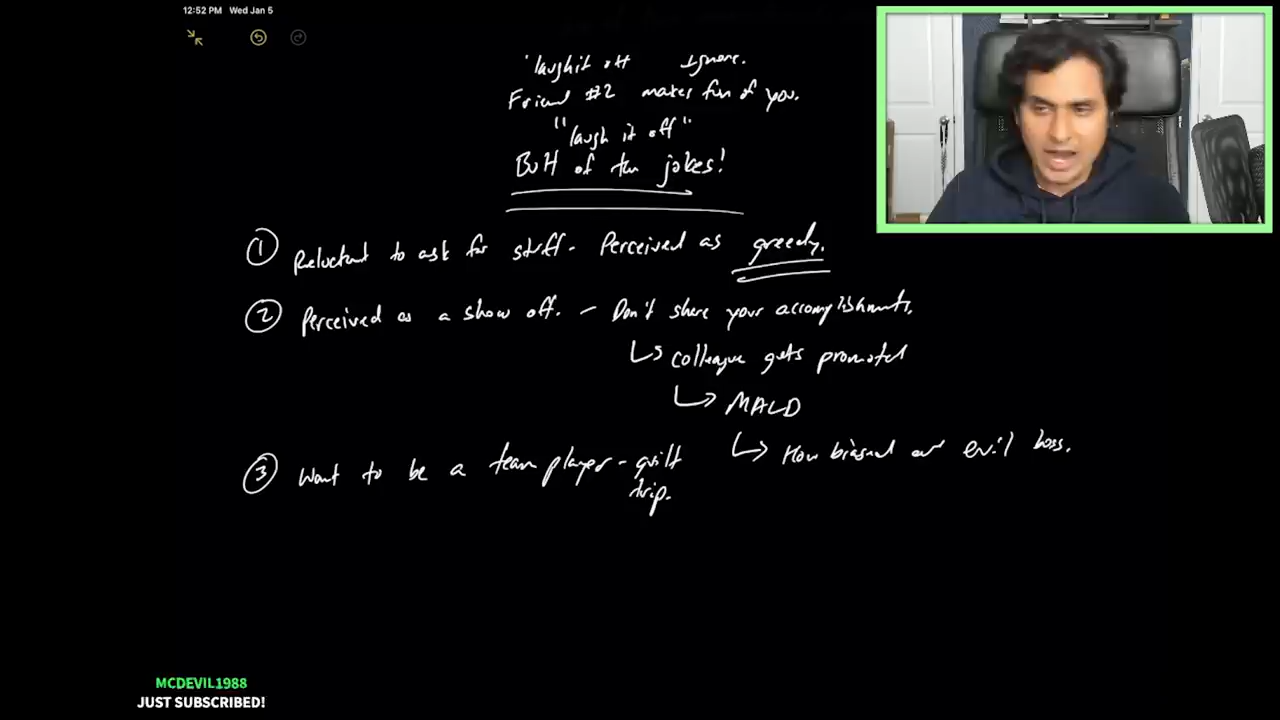 12:52 PM Wed Jan 5
"laugh it off ignore.
Friend #2 makes fun of you.
"laugh it off"
Butt of the jokes!
① Reluctant to ask for stuff. Perceived as greedy.
② Perceived as a show off. - Don't share your accomplishments.
↳ colleague gets promoted
↳ MALD
↳ How biased or evil boss.
③ Want to be a team player - guilt
trip.
MCDEVIL1988
JUST SUBSCRIBED!